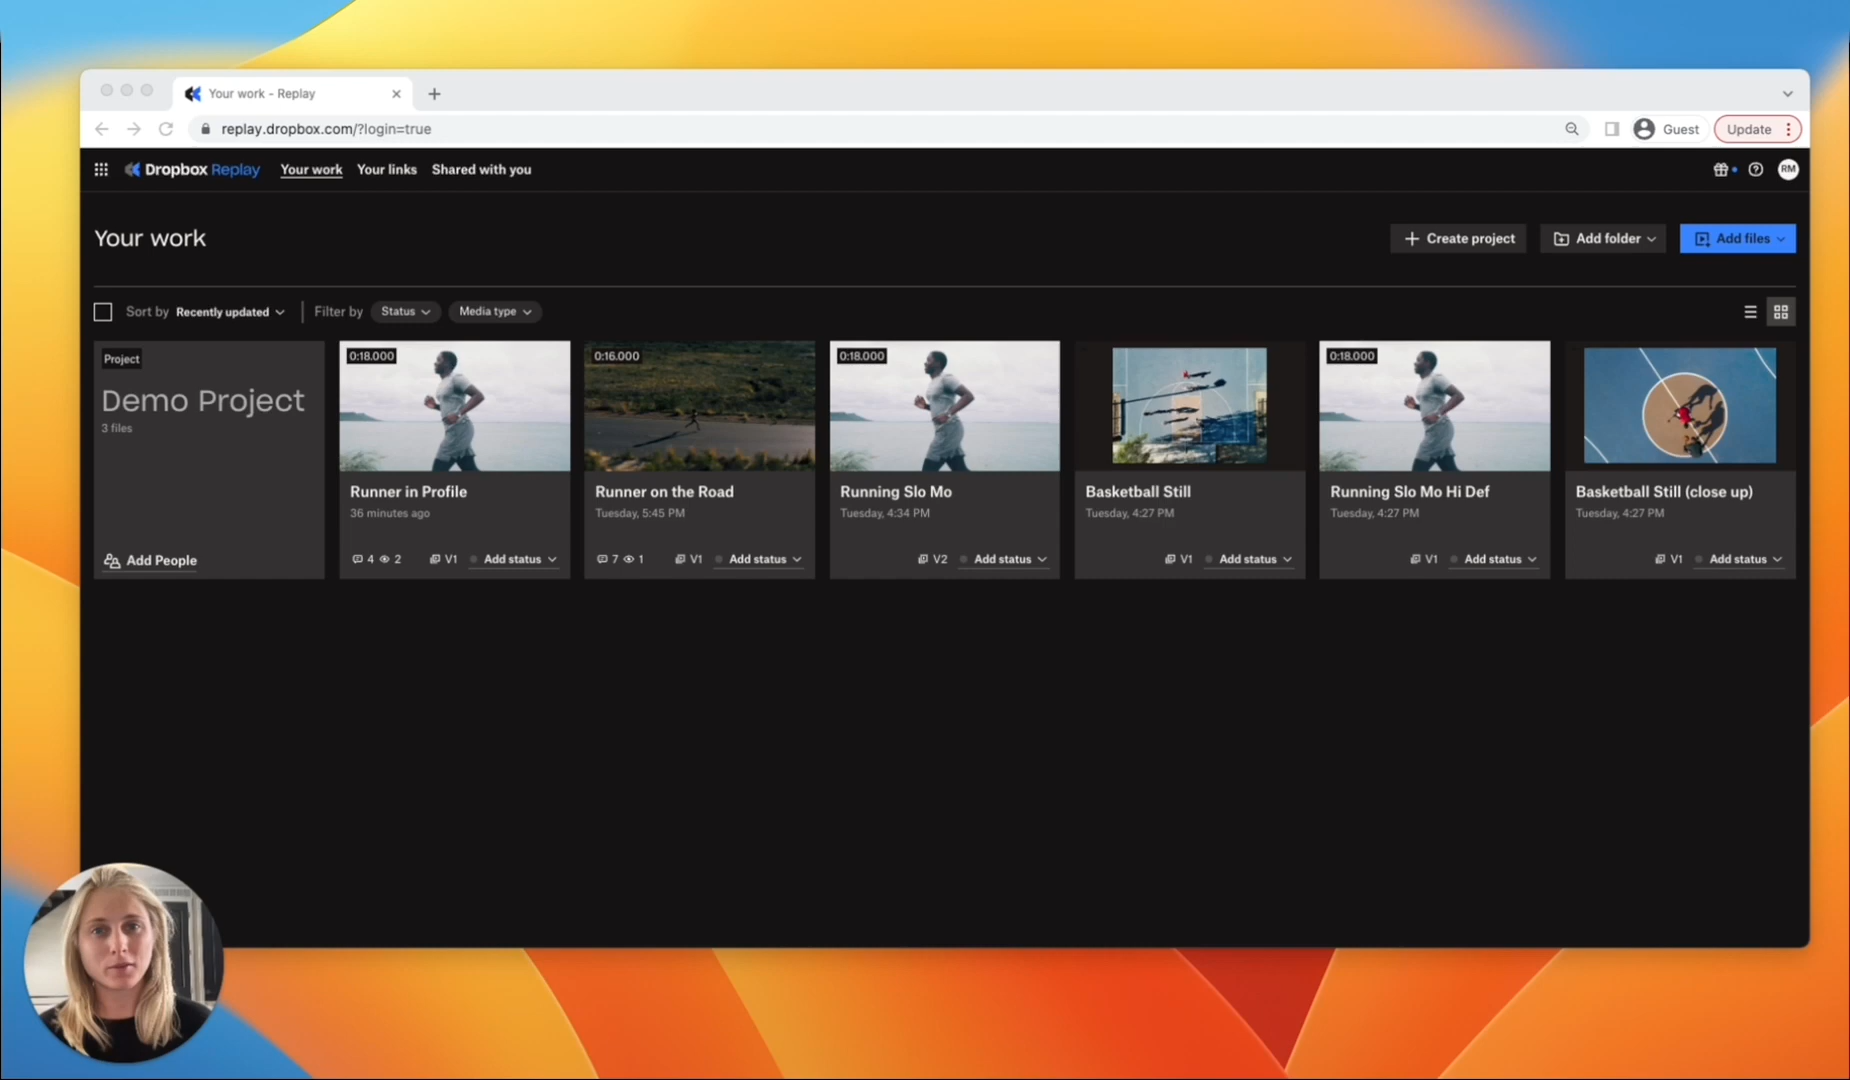 Your work - Replay
replay.dropbox.com/?login=true
Guest
Update
Dropbox Replay
Your work
Your links
Shared with you
RM
Your work
Create project
Add folder
Add files
Sort by Recently updated
Filter by
Status
Media type
Project
Demo Project
3 files
Add People
0:18.000
Runner in Profile
36 minutes ago
4 2 V1 Add status
0:16.000
Runner on the Road
Tuesday, 5:45 PM
7 1 V1 Add status
0:18.000
Running Slo Mo
Tuesday, 4:34 PM
V2 Add status
Basketball Still
Tuesday, 4:27 PM
V1 Add status
0:18.000
Running Slo Mo Hi Def
Tuesday, 4:27 PM
V1 Add status
Basketball Still (close up)
Tuesday, 4:27 PM
V1 Add status